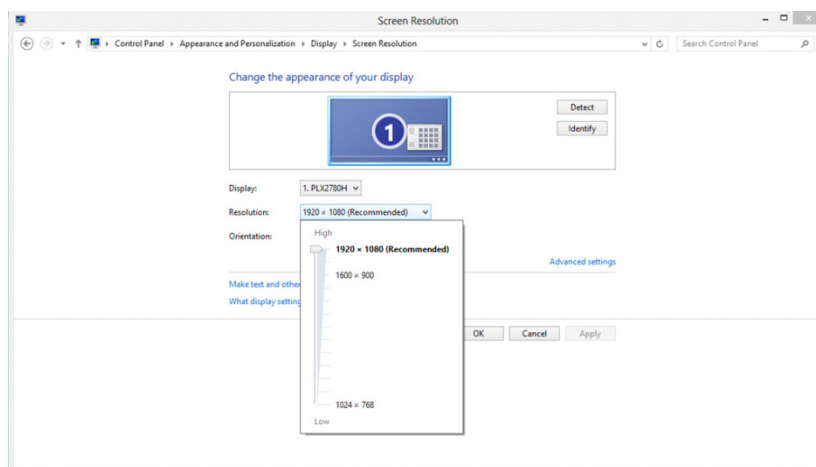 Screen Resolution
Control Panel ▸ Appearance and Personalization ▸ Display ▸ Screen Resolution
Search Control Panel
Change the appearance of your display
1
Detect
Identify
Display: 1. PLX2780H
Resolution: 1920 × 1080 (Recommended)
Orientation:
High
1920 × 1080 (Recommended)
1600 × 900
Advanced settings
Make text and other
What display setting
OK Cancel Apply
1024 × 768
Low